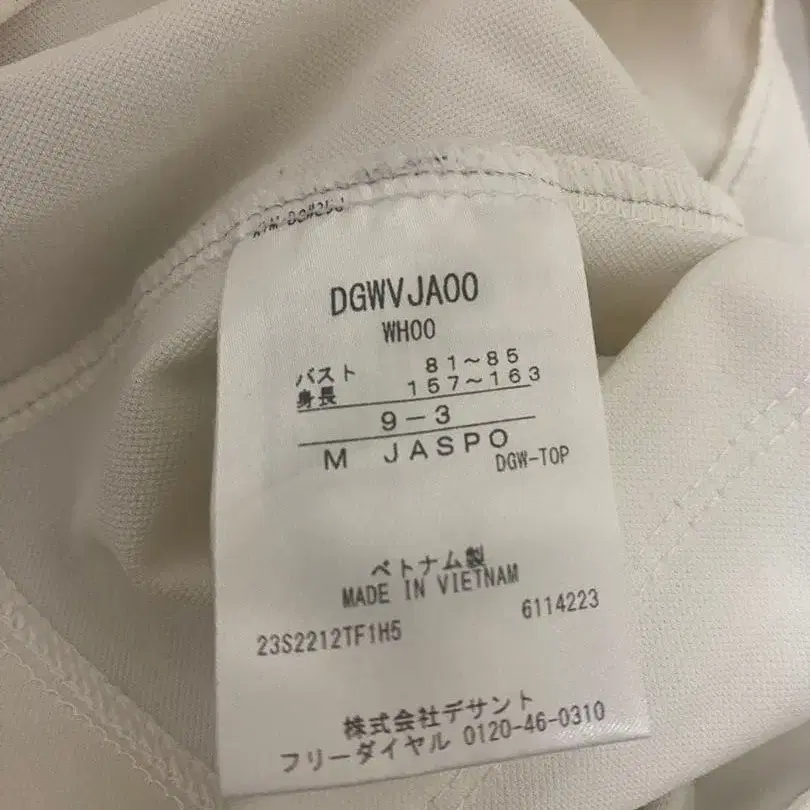 DGWVJA00
WH00
バスト 81～85
身長 157～163
9－3
M JASPO
DGW-TOP
ベトナム製
MADE IN VIETNAM
23S2212TF1H5 6114223
株式会社デサント
フリーダイヤル 0120-46-0310